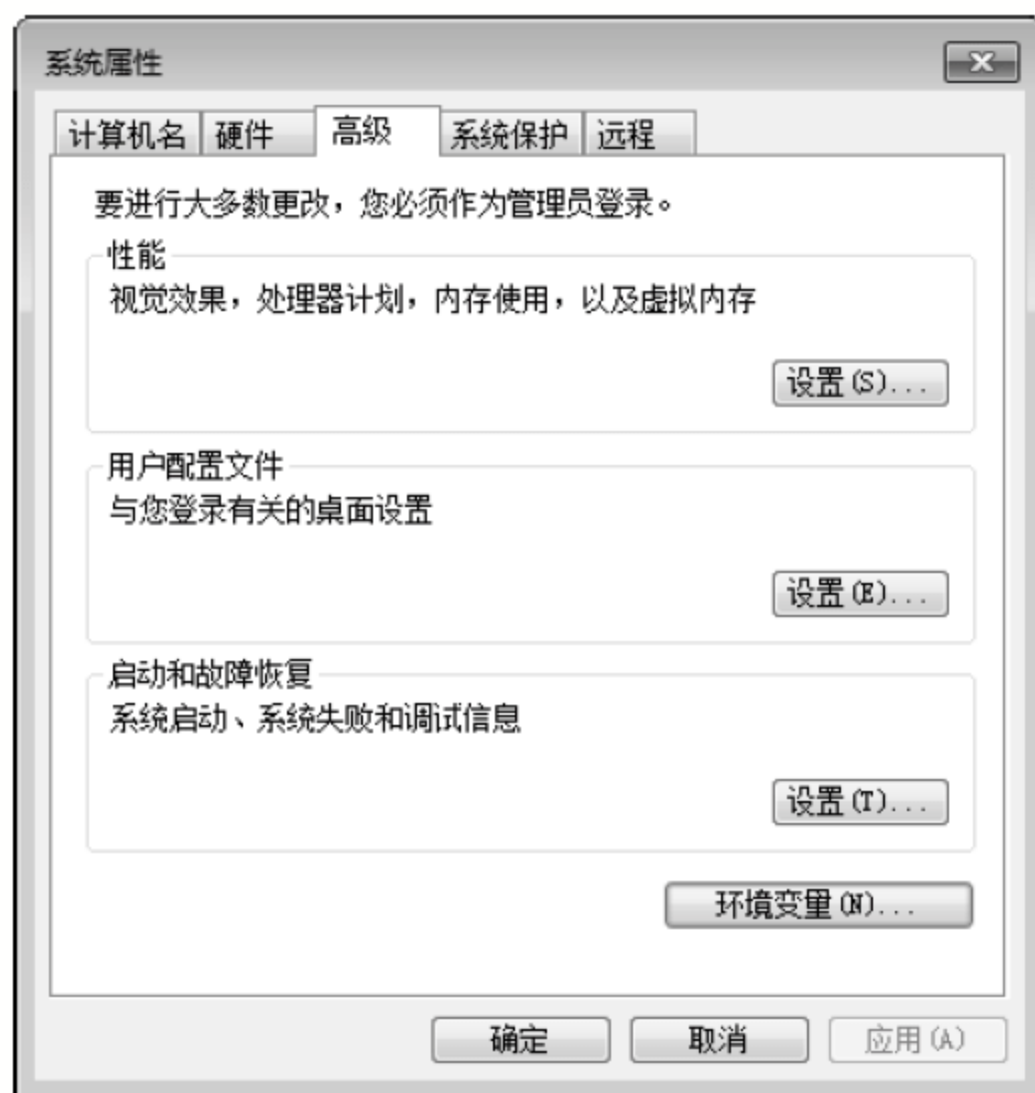 系统属性
计算机名 硬件 高级 系统保护 远程
要进行大多数更改，您必须作为管理员登录。
性能
视觉效果，处理器计划，内存使用，以及虚拟内存
设置(S)...
用户配置文件
与您登录有关的桌面设置
设置(E)...
启动和故障恢复
系统启动、系统失败和调试信息
设置(T)...
环境变量(N)...
确定 取消 应用(A)